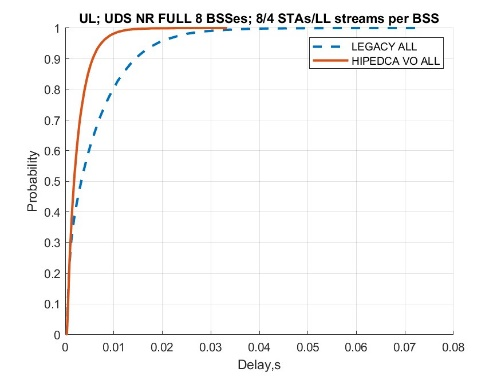 UL; UDS NR FULL 8 BSSes; 8/4 STAs/LL streams per BSS
LEGACY ALL
HIPEDCA VO ALL
Probability
1
0.9
0.8
0.7
0.6
0.5
0.4
0.3
0.2
0.1
0
0 0.01 0.02 0.03 0.04 0.05 0.06 0.07 0.08
Delay,s